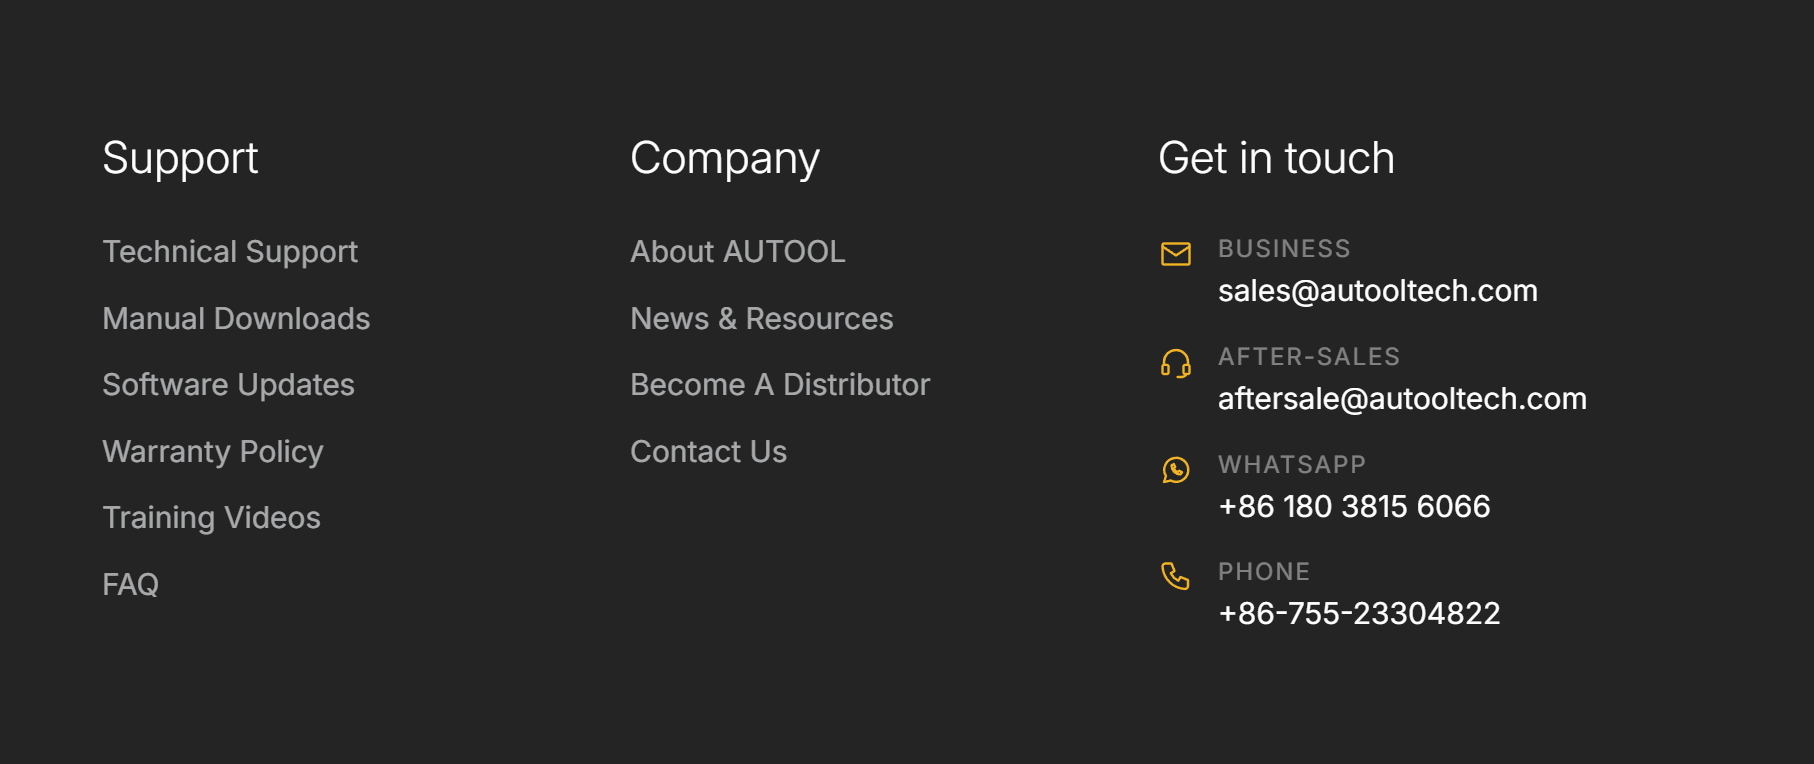 Support
Technical Support
Manual Downloads
Software Updates
Warranty Policy
Training Videos
FAQ
Company
About AUTOOL
News & Resources
Become A Distributor
Contact Us
Get in touch
BUSINESS
sales@autooltech.com
AFTER-SALES
aftersale@autooltech.com
WHATSAPP
+86 180 3815 6066
PHONE
+86-755-23304822